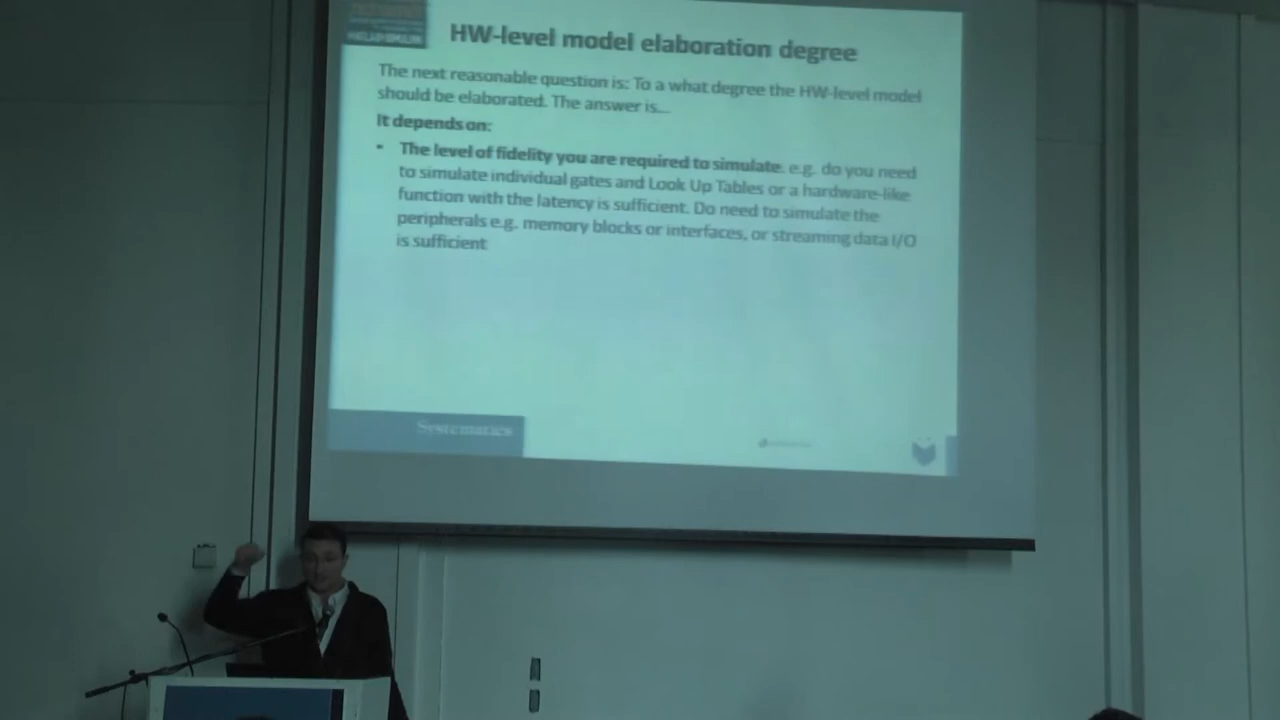 HW-level model elaboration degree
The next reasonable question is: To a what degree the HW-level model
should be elaborated. The answer is...
It depends on:
• The level of fidelity you are required to simulate. e.g. do you need
to simulate individual gates and Look Up Tables or a hardware-like
function with the latency is sufficient. Do need to simulate the
peripherals e.g. memory blocks or interfaces, or streaming data I/O
is sufficient
Systematics